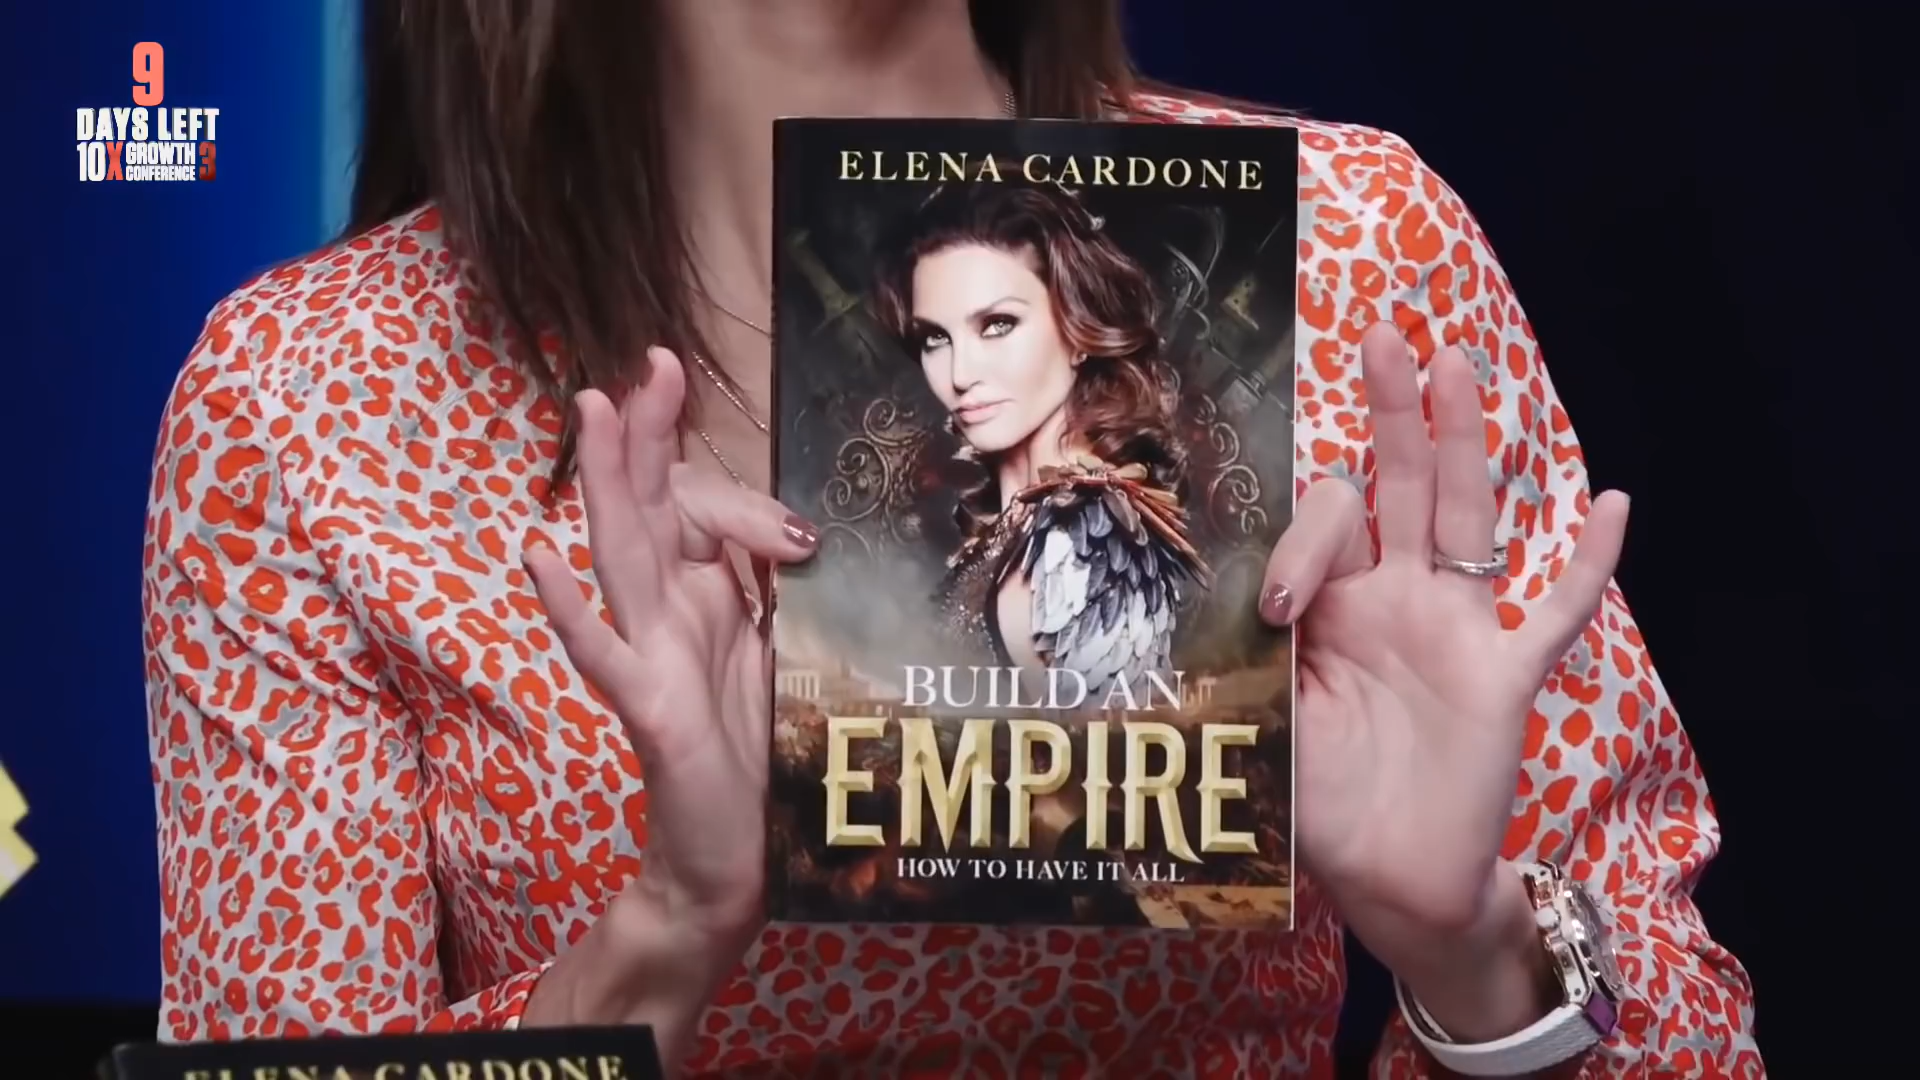 9
DAYS LEFT
10X GROWTH CONFERENCE 3
ELENA CARDONE
BUILD AN
EMPIRE
HOW TO HAVE IT ALL
ELENA CARDONE